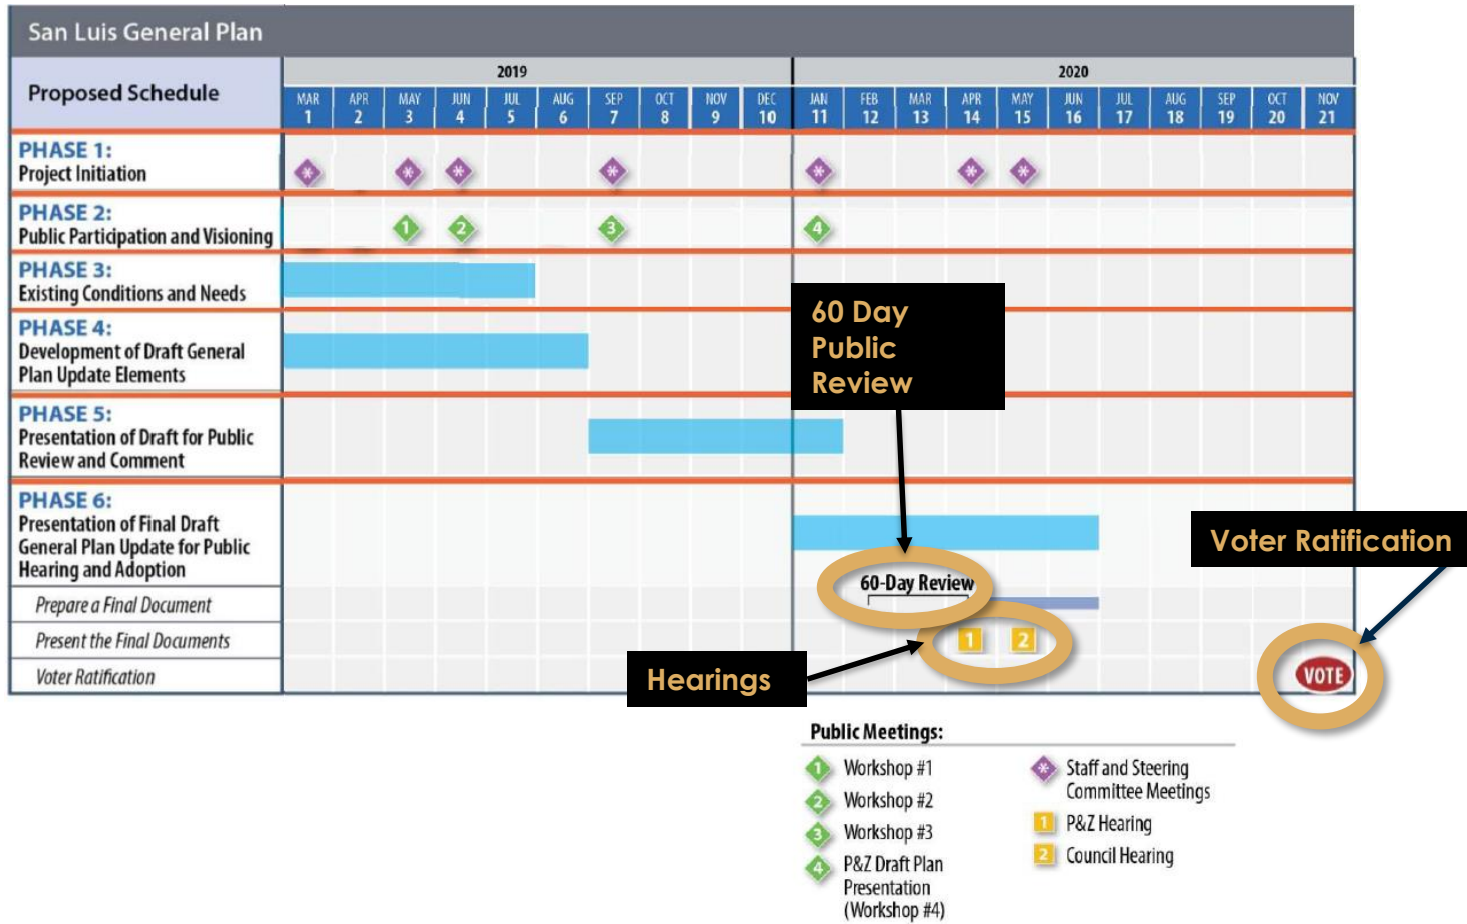 San Luis General Plan
Proposed Schedule
2019
2020
MAR APR MAY JUN JUL AUG SEP OCT NOV DEC JAN FEB MAR APR MAY JUN JUL AUG SEP OCT NOV
1 2 3 4 5 6 7 8 9 10 11 12 13 14 15 16 17 18 19 20 21
PHASE 1:
Project Initiation
* * * * * * *
PHASE 2:
Public Participation and Visioning
1 2 3 4
PHASE 3:
Existing Conditions and Needs
PHASE 4:
Development of Draft General
Plan Update Elements
60 Day
Public
Review
PHASE 5:
Presentation of Draft for Public
Review and Comment
PHASE 6:
Presentation of Final Draft
General Plan Update for Public
Hearing and Adoption
Voter Ratification
60-Day Review
Prepare a Final Document
Present the Final Documents
1 2
Hearings
Voter Ratification
VOTE
Public Meetings:
1 Workshop #1
2 Workshop #2
3 Workshop #3
4 P&Z Draft Plan
Presentation
(Workshop #4)
* Staff and Steering
Committee Meetings
1 P&Z Hearing
2 Council Hearing